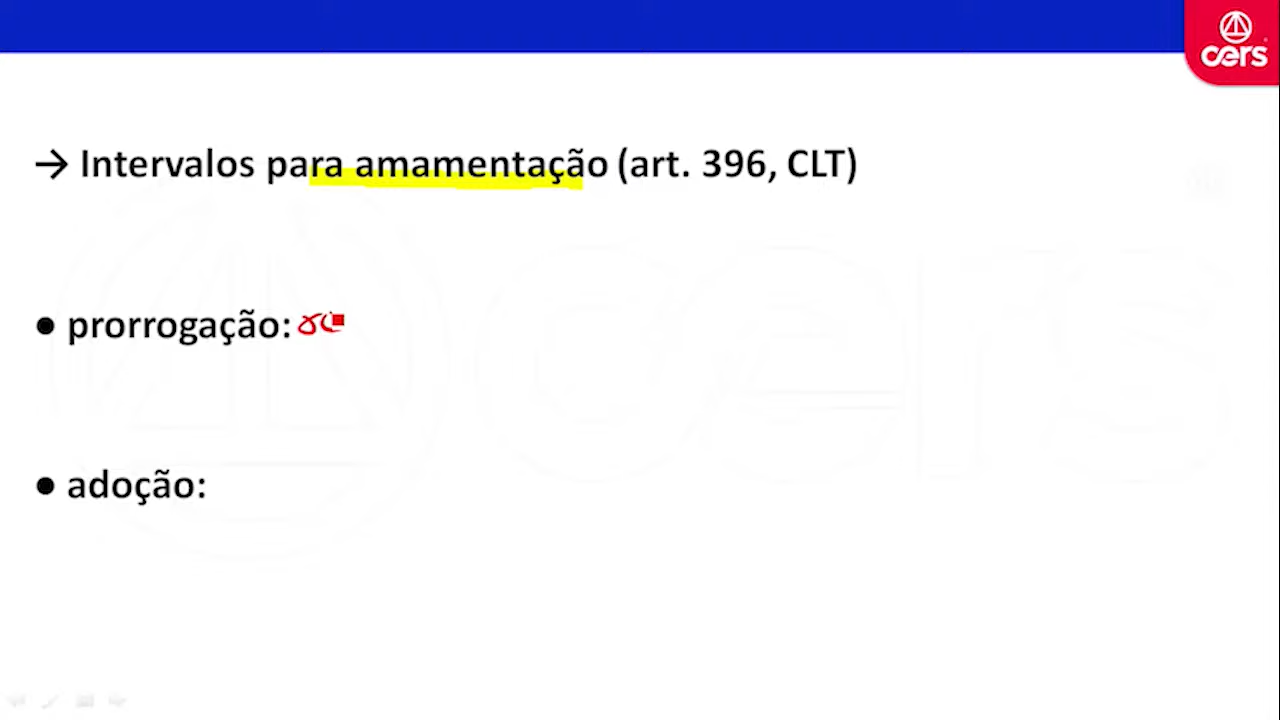 cers
→ Intervalos para amamentação (art. 396, CLT)
● prorrogação:
● adoção: